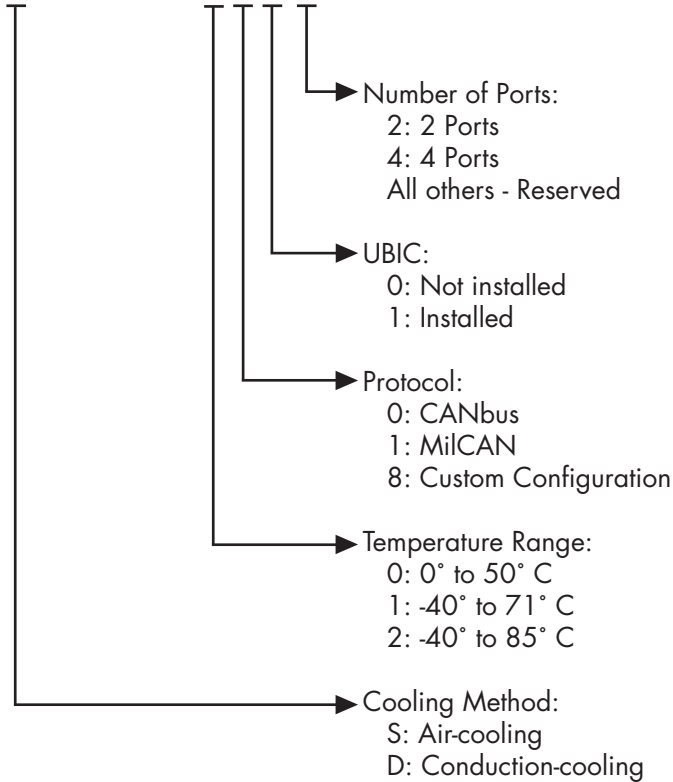 Number of Ports:
2: 2 Ports
4: 4 Ports
All others - Reserved
UBIC:
0: Not installed
1: Installed
Protocol:
0: CANbus
1: MilCAN
8: Custom Configuration
Temperature Range:
0: 0˚ to 50˚ C
1: -40˚ to 71˚ C
2: -40˚ to 85˚ C
Cooling Method:
S: Air-cooling
D: Conduction-cooling